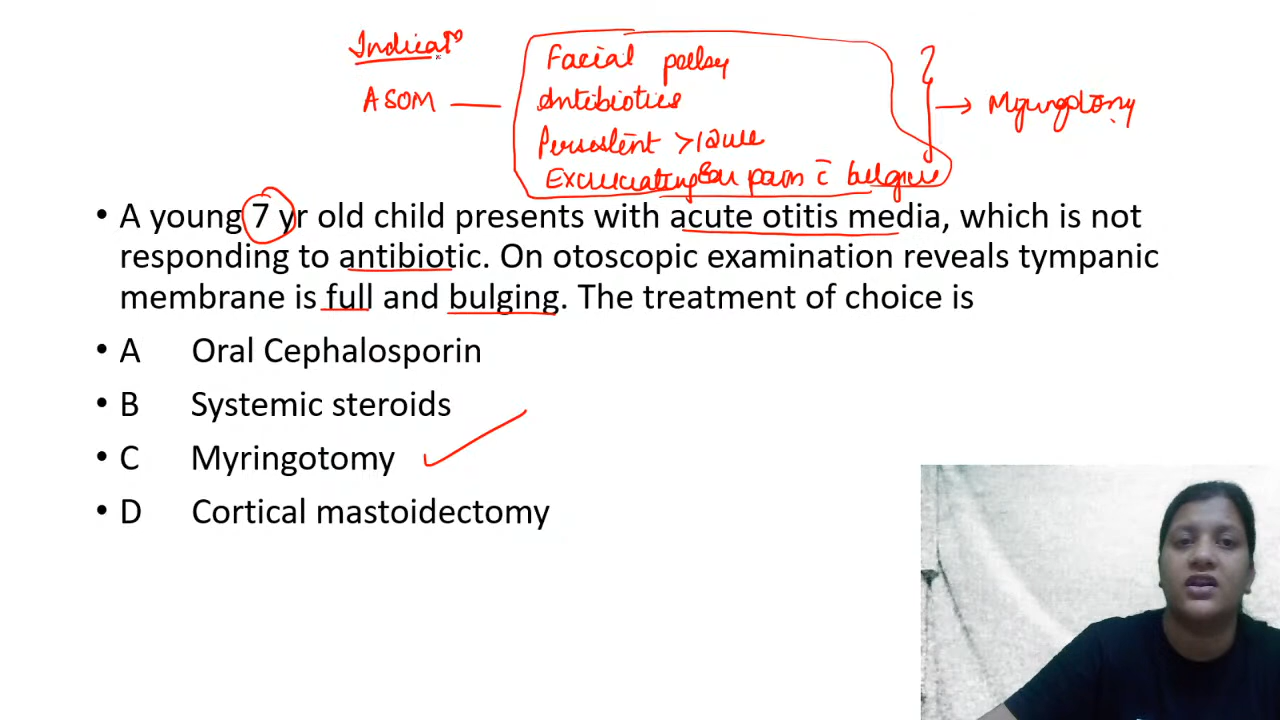 Indicatn
ASOM
Facial palsy
Antibiotics
Persistent >12
Excruciating Ear pain c̄ bulging
Myringotomy
• A young 7 yr old child presents with acute otitis media, which is not
responding to antibiotic. On otoscopic examination reveals tympanic
membrane is full and bulging. The treatment of choice is
• A Oral Cephalosporin
• B Systemic steroids
• C Myringotomy
• D Cortical mastoidectomy